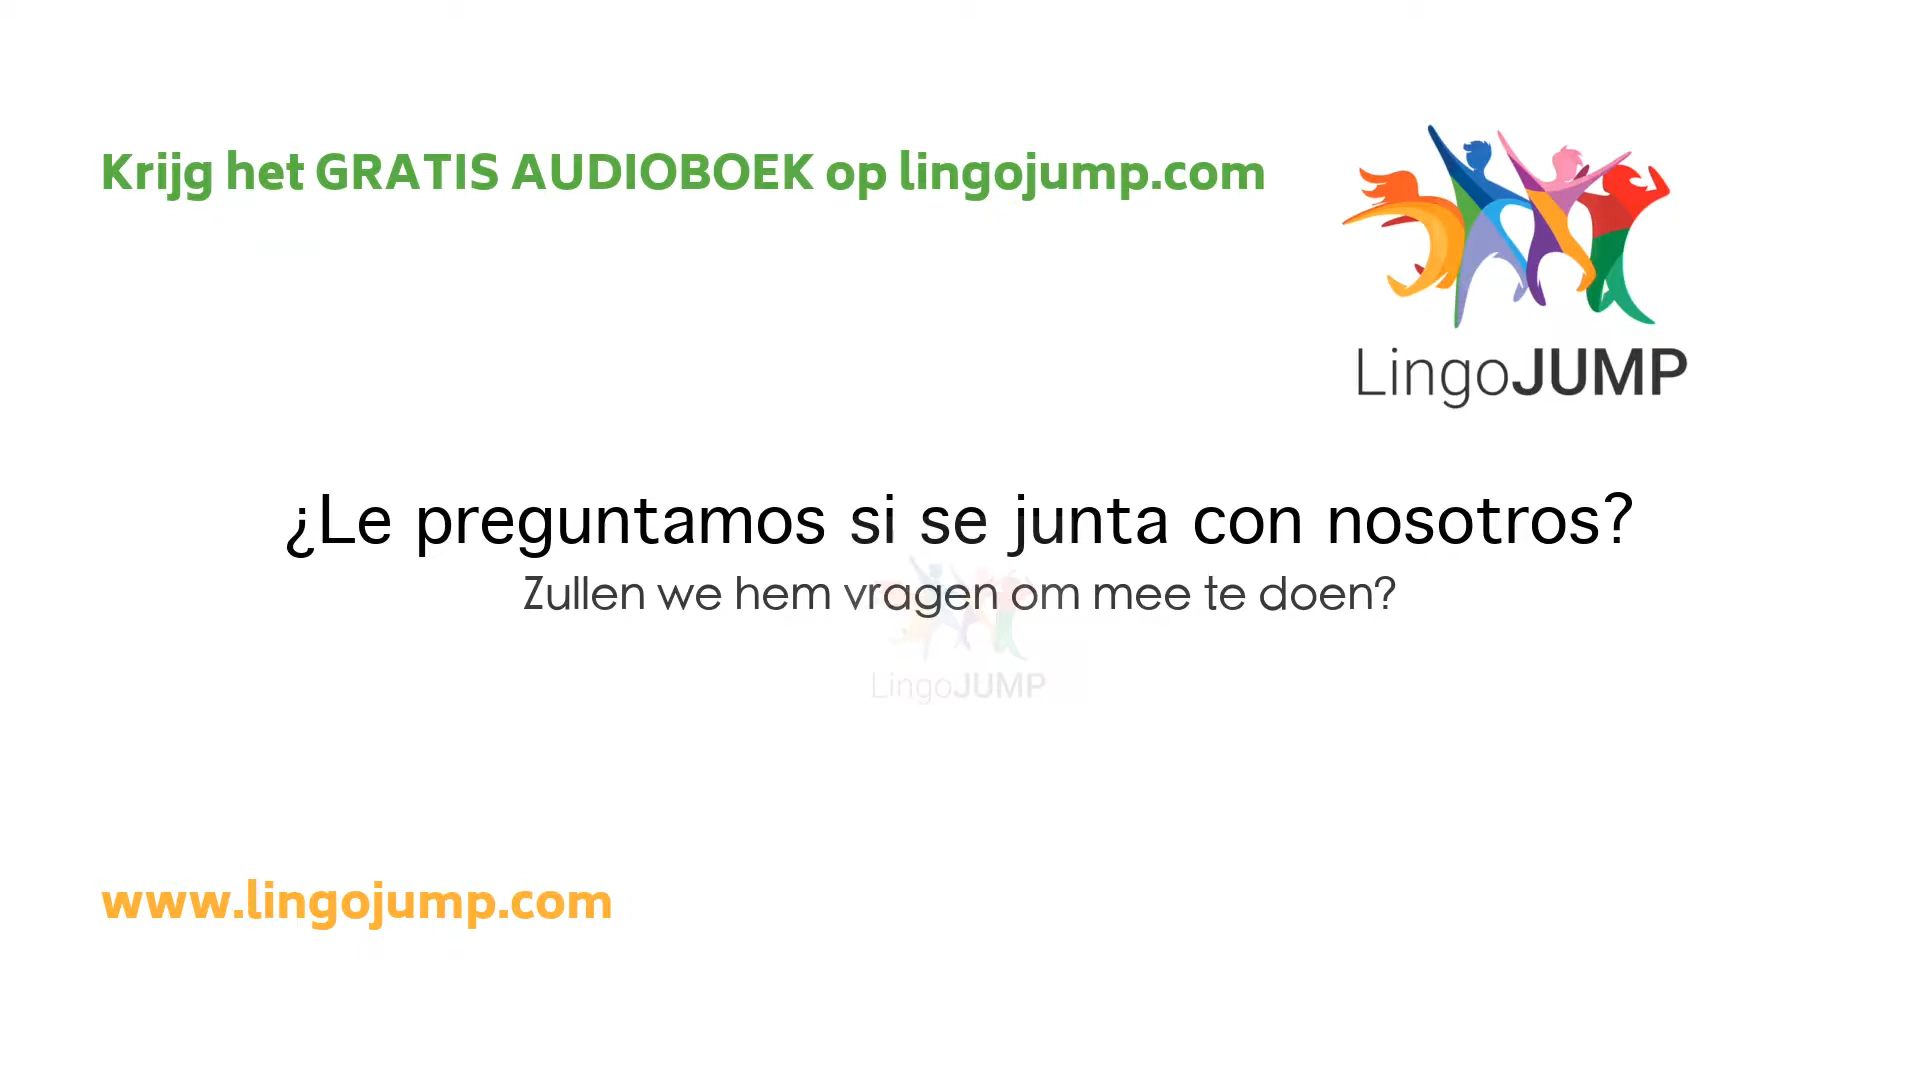 Krijg het GRATIS AUDIOBOEK op lingojump.com
LingoJUMP
¿Le preguntamos si se junta con nosotros?
Zullen we hem vragen om mee te doen?
LingoJUMP
www.lingojump.com